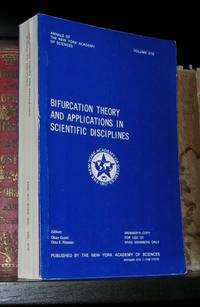 ANNALS OF
THE NEW YORK ACADEMY
OF SCIENCES
VOLUME 316
BIFURCATION THEORY
AND APPLICATIONS IN
SCIENTIFIC DISCIPLINES
Editors
Okan Gurel
Otto E. Rössler
MEMBER'S COPY
FOR USE OF
NYAS MEMBERS ONLY
PUBLISHED BY THE NEW YORK ACADEMY OF SCIENCES